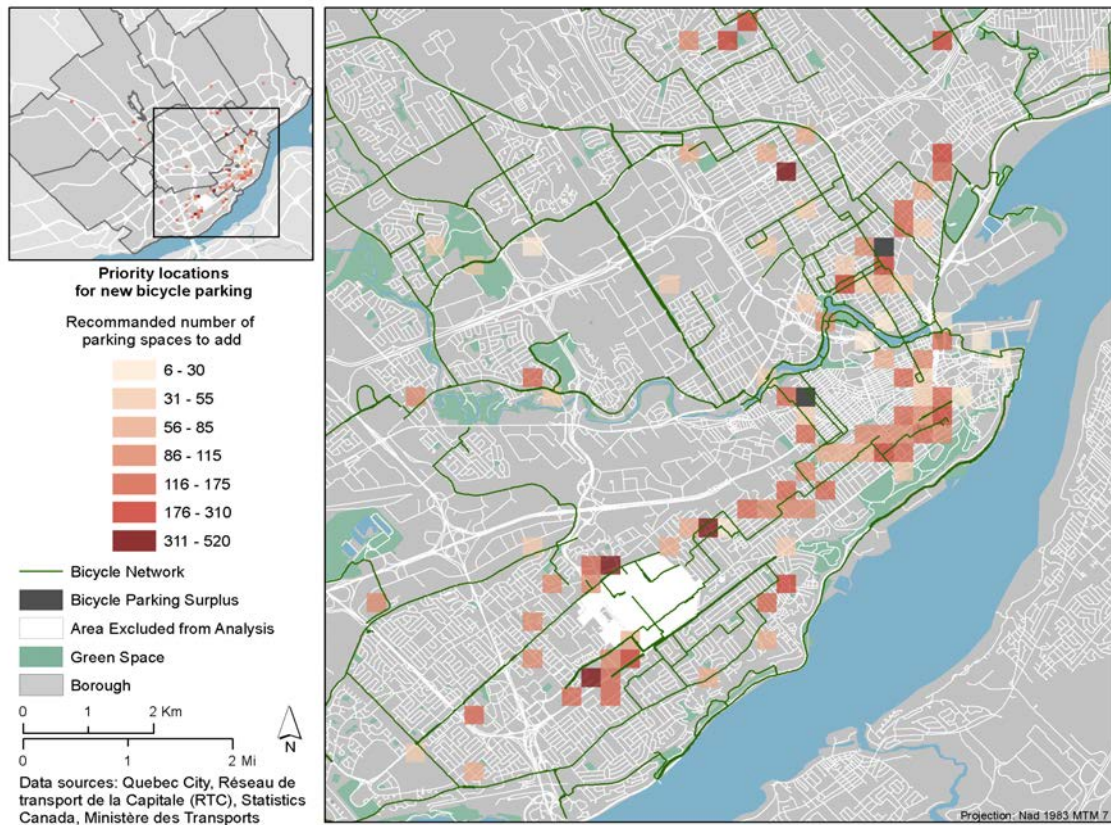 Priority locations
for new bicycle parking
Recommanded number of
parking spaces to add
6 - 30
31 - 55
56 - 85
86 - 115
116 - 175
176 - 310
311 - 520
Bicycle Network
Bicycle Parking Surplus
Area Excluded from Analysis
Green Space
Borough
0 1 2 Km
0 1 2 Mi
N
Data sources: Quebec City, Réseau de
transport de la Capitale (RTC), Statistics
Canada, Ministère des Transports
Projection: Nad 1983 MTM 7